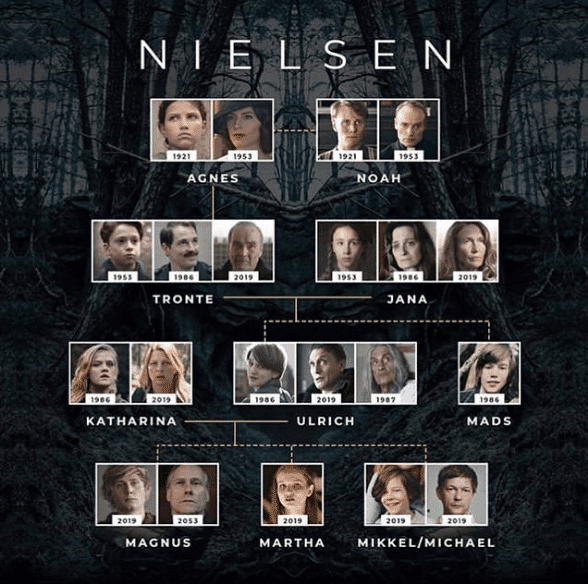 NIELSEN
1921 1953 1921 1953
AGNES NOAH
1953 1986 2019 1953 1986 2019
TRONTE JANA
1986 2019 1986 2019 1987 1986
KATHARINA ULRICH MADS
2019 2053 2019 2019 2019
MAGNUS MARTHA MIKKEL/MICHAEL